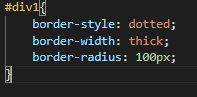 #div1{
    border-style: dotted;
    border-width: thick;
    border-radius: 100px;
}